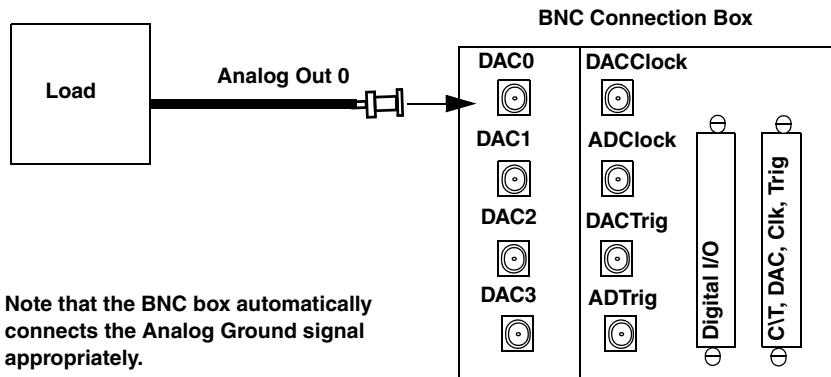 BNC Connection Box
Load
Analog Out 0
DAC0
DACClock
DAC1
ADClock
DAC2
DACTrig
DAC3
ADTrig
Digital I/O
C\T, DAC, Clk, Trig
Note that the BNC box automatically
connects the Analog Ground signal
appropriately.